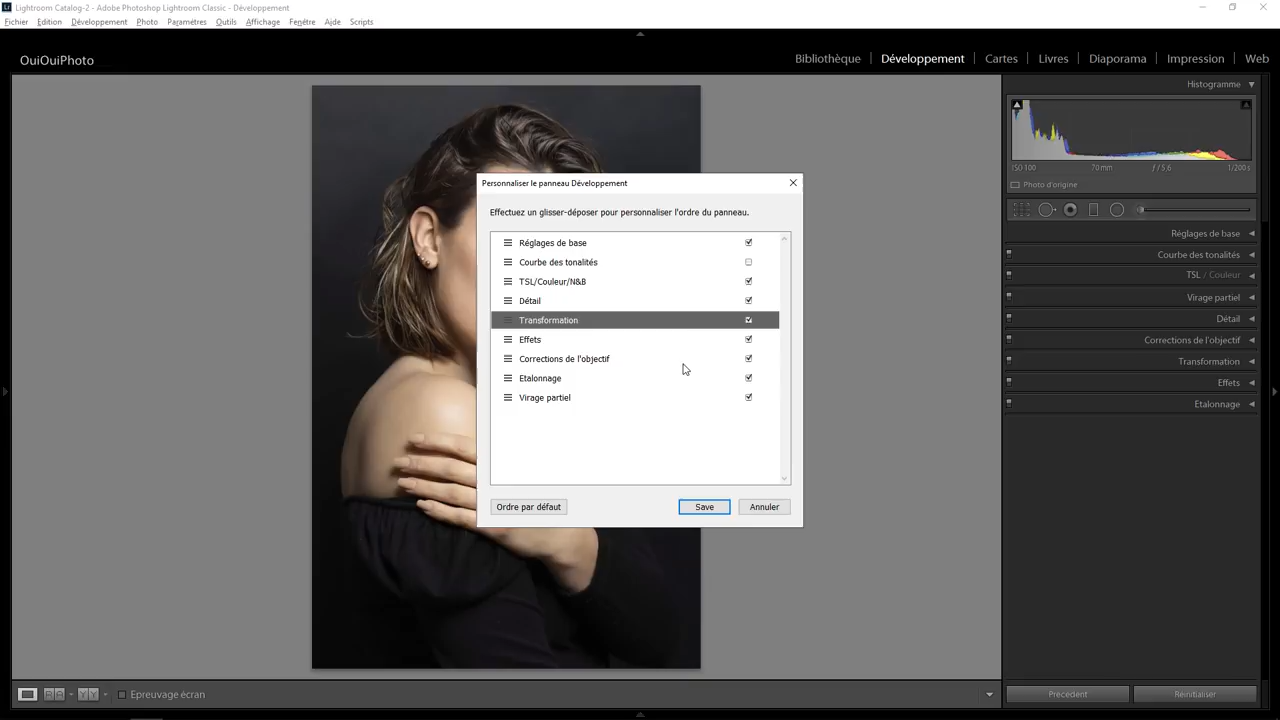 Lightroom Catalog-2 - Adobe Photoshop Lightroom Classic - Développement
Fichier Edition Développement Photo Paramètres Outils Affichage Fenêtre Aide Scripts
OuiOuiPhoto
Bibliothèque | Développement | Cartes | Livres | Diaporama | Impression | Web
Histogramme
ISO 100 70 mm ƒ / 5,6 1/200 s
Photo d'origine
Réglages de base
Courbe des tonalités
TSL / Couleur
Virage partiel
Détail
Corrections de l'objectif
Transformation
Effets
Etalonnage
Personnaliser le panneau Développement
Effectuez un glisser-déposer pour personnaliser l'ordre du panneau.
Réglages de base
Courbe des tonalités
TSL/Couleur/N&B
Détail
Transformation
Effets
Corrections de l'objectif
Etalonnage
Virage partiel
Ordre par défaut Save Annuler
Epreuvage écran
Précédent Réinitialiser